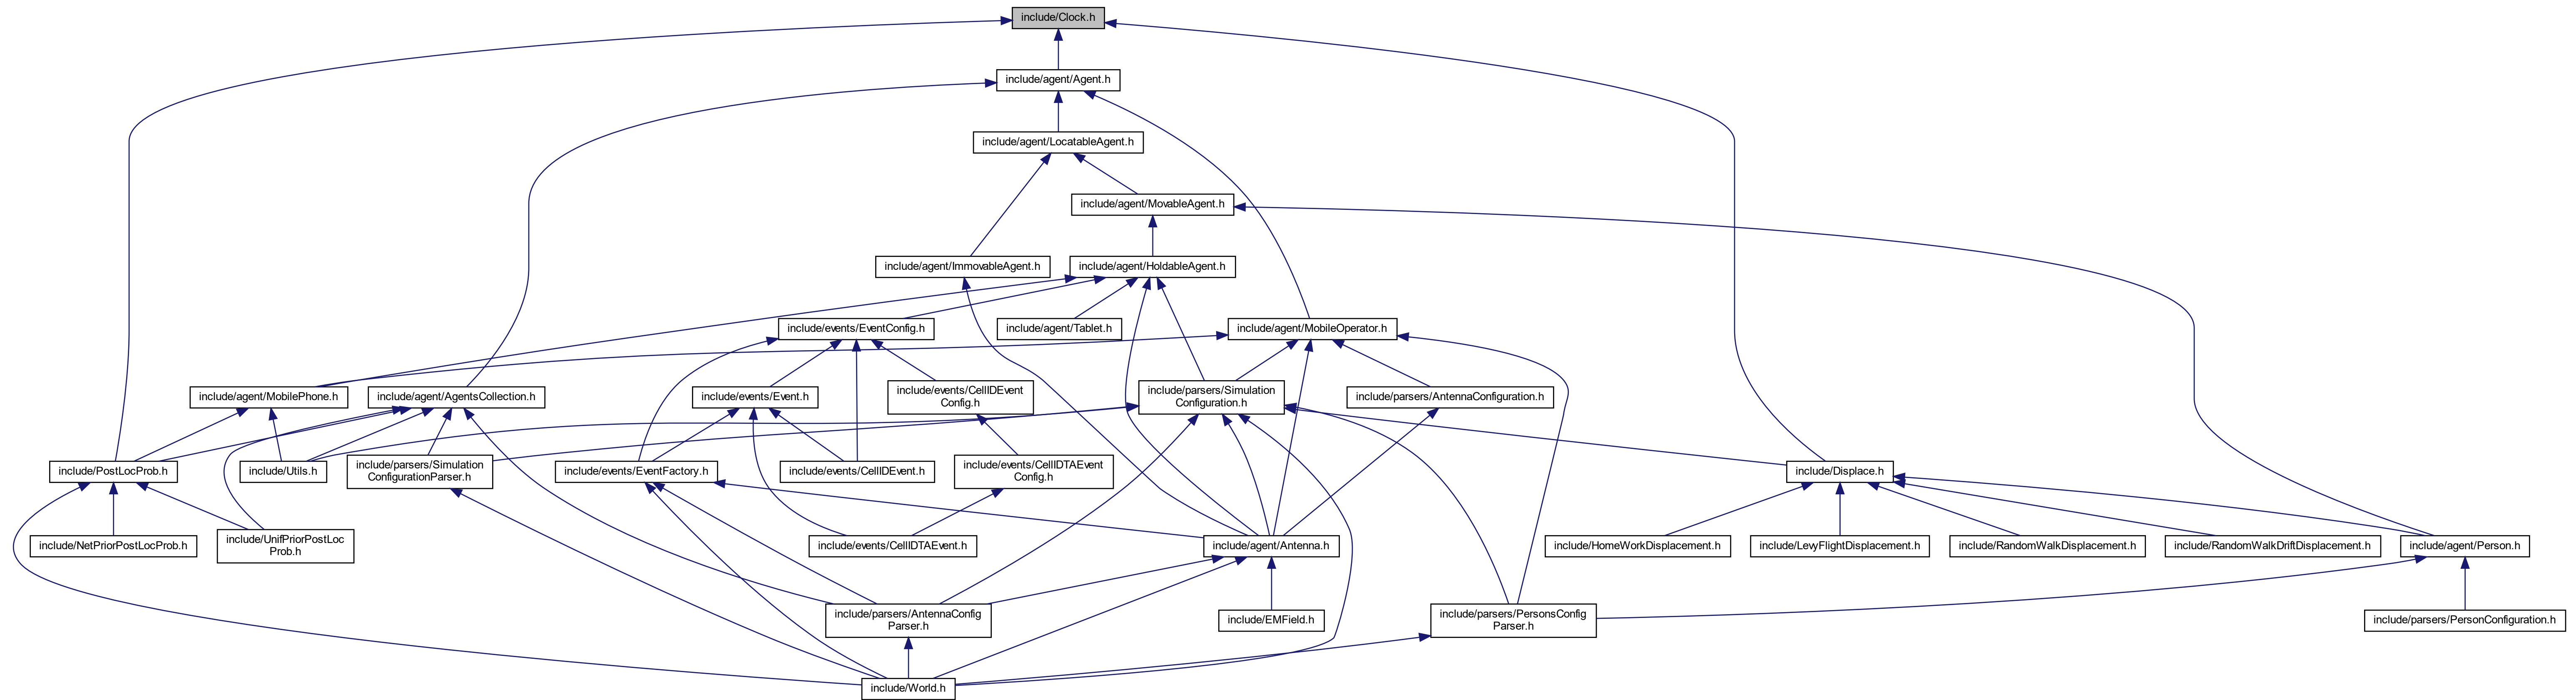 include/Clock.h
include/agent/Agent.h
include/agent/LocatableAgent.h
include/agent/MovableAgent.h
include/agent/ImmovableAgent.h
include/agent/HoldableAgent.h
include/events/EventConfig.h
include/agent/Tablet.h
include/agent/MobileOperator.h
include/agent/MobilePhone.h
include/agent/AgentsCollection.h
include/events/Event.h
include/events/CellIDEvent
Config.h
include/parsers/Simulation
Configuration.h
include/parsers/AntennaConfiguration.h
include/PostLocProb.h
include/Utils.h
include/parsers/Simulation
ConfigurationParser.h
include/events/EventFactory.h
include/events/CellIDEvent.h
include/events/CellIDTAEvent
Config.h
include/Displace.h
include/NetPriorPostLocProb.h
include/UnifPriorPostLoc
Prob.h
include/events/CellIDTAEvent.h
include/agent/Antenna.h
include/HomeWorkDisplacement.h
include/LevyFlightDisplacement.h
include/RandomWalkDisplacement.h
include/RandomWalkDriftDisplacement.h
include/agent/Person.h
include/parsers/AntennaConfig
Parser.h
include/EMField.h
include/parsers/PersonsConfig
Parser.h
include/parsers/PersonConfiguration.h
include/World.h